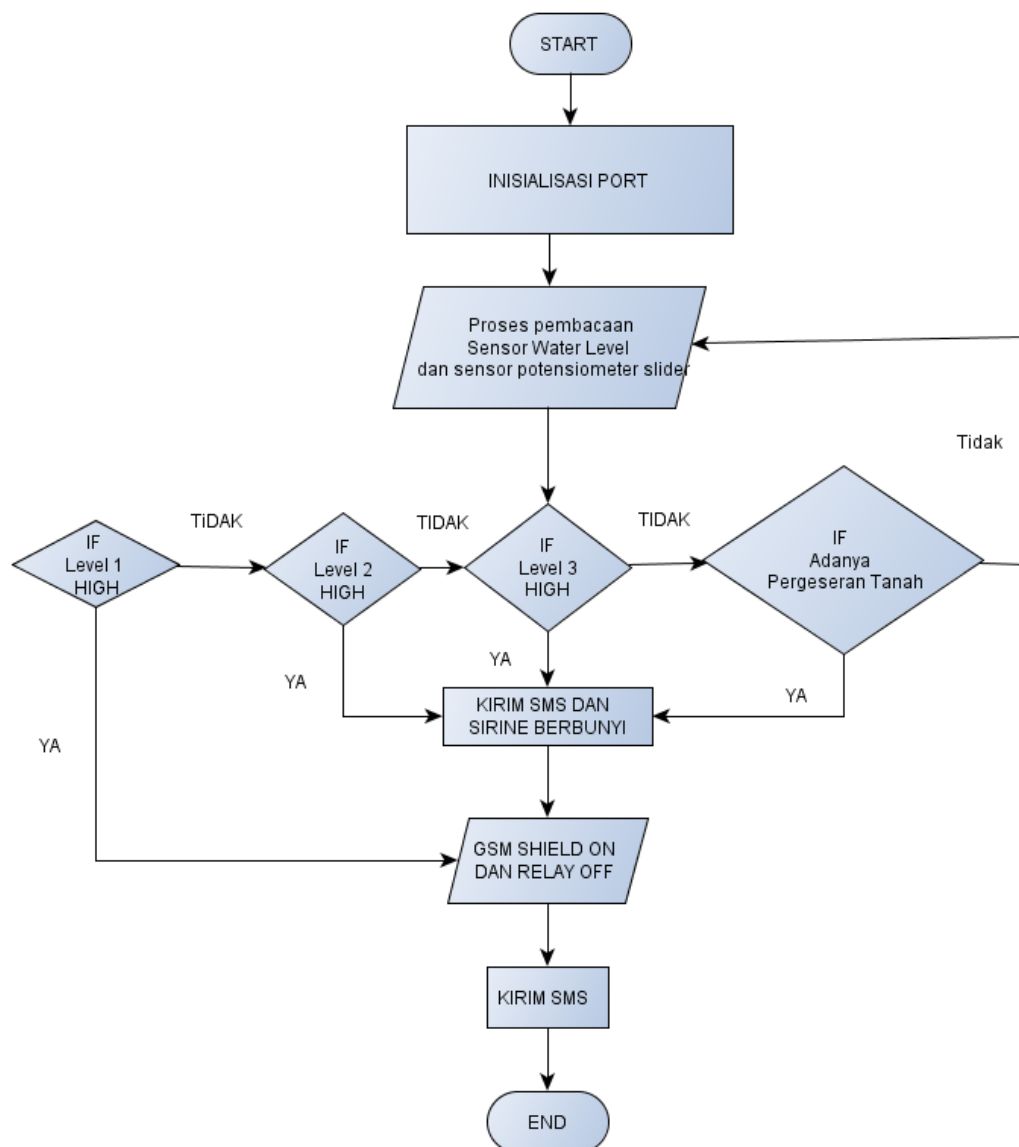 START
INISIALISASI PORT
Proses pembacaan
Sensor Water Level
dan sensor potensiometer slider
Tidak
TiDAK
TIDAK
TIDAK
IF
Level 1
HIGH
IF
Level 2
HIGH
IF
Level 3
HIGH
IF
Adanya
Pergeseran Tanah
YA
YA
YA
YA
KIRIM SMS DAN
SIRINE BERBUNYI
GSM SHIELD ON
DAN RELAY OFF
KIRIM SMS
END